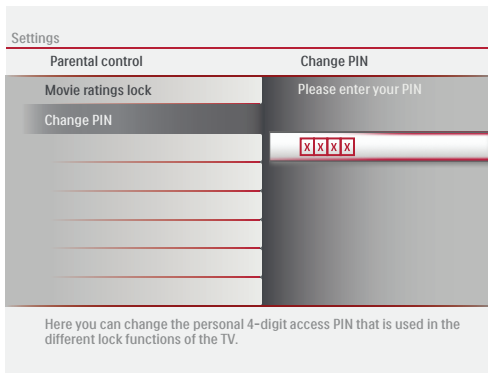 Settings
Parental control
Change PIN
Movie ratings lock
Please enter your PIN
Change PIN
X X X X
Here you can change the personal 4-digit access PIN that is used in the
different lock functions of the TV.